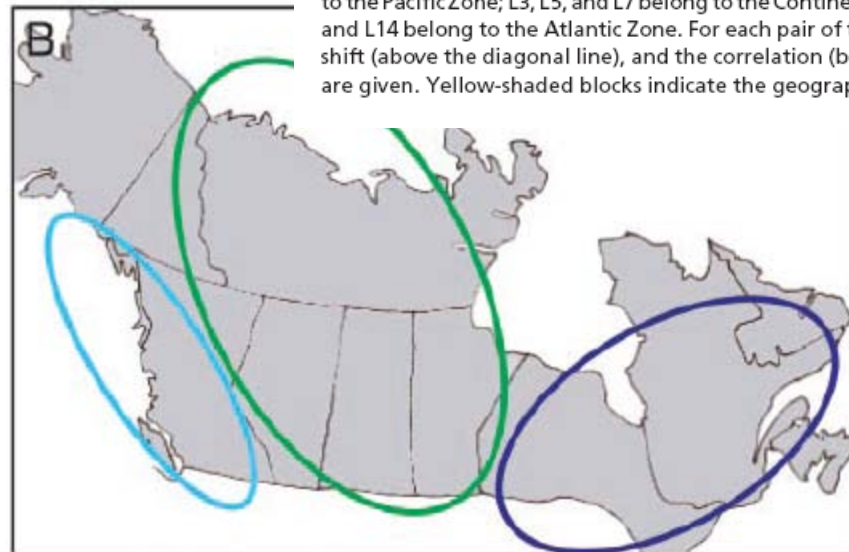 to the Pacific Zone; L3, L5, and L7 belong to the Contine
and L14 belong to the Atlantic Zone. For each pair of
shift (above the diagonal line), and the correlation (b
are given. Yellow-shaded blocks indicate the geograp
B